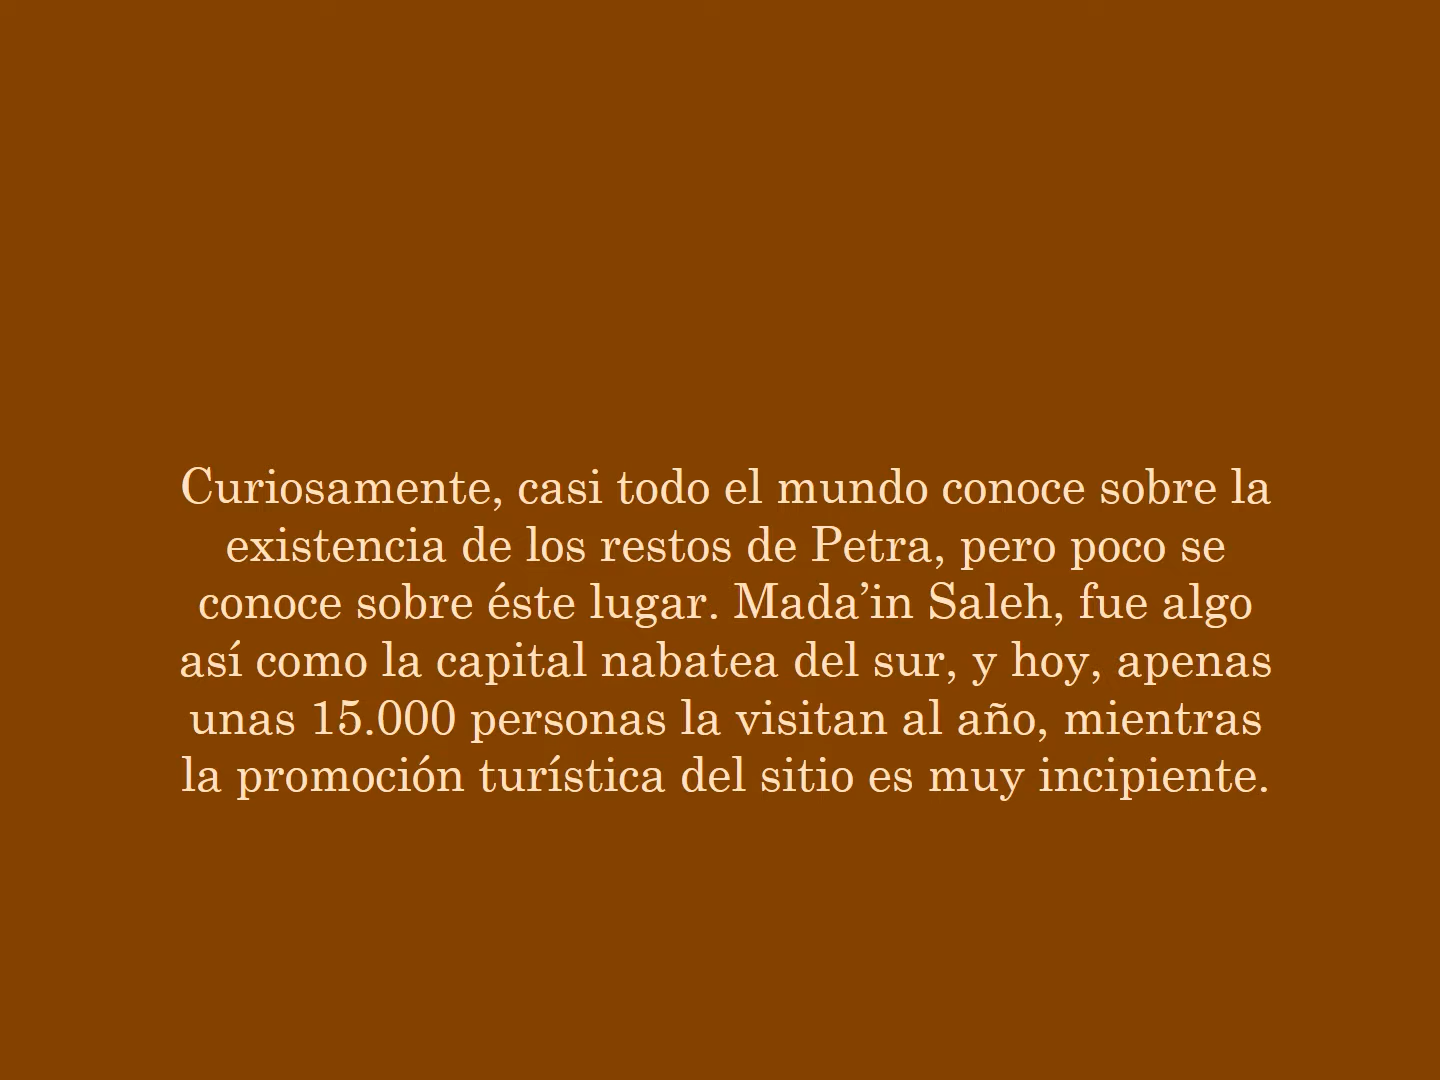 Curiosamente, casi todo el mundo conoce sobre la
existencia de los restos de Petra, pero poco se
conoce sobre éste lugar. Mada’in Saleh, fue algo
así como la capital nabatea del sur, y hoy, apenas
unas 15.000 personas la visitan al año, mientras
la promoción turística del sitio es muy incipiente.